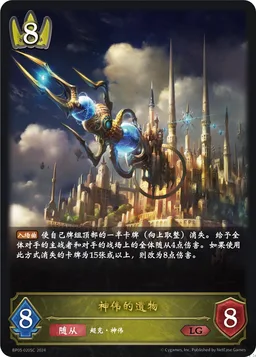 8
入场曲 使自己牌组顶部的一半卡牌（向上取整）消失。给予全
体对手的主战者和对手的战场上的全体随从4点伤害。如果使用
此方式消失的卡牌为15张或以上，则改为8点伤害。
神伟的遗物
8
随从
超克·神伟
LG
8